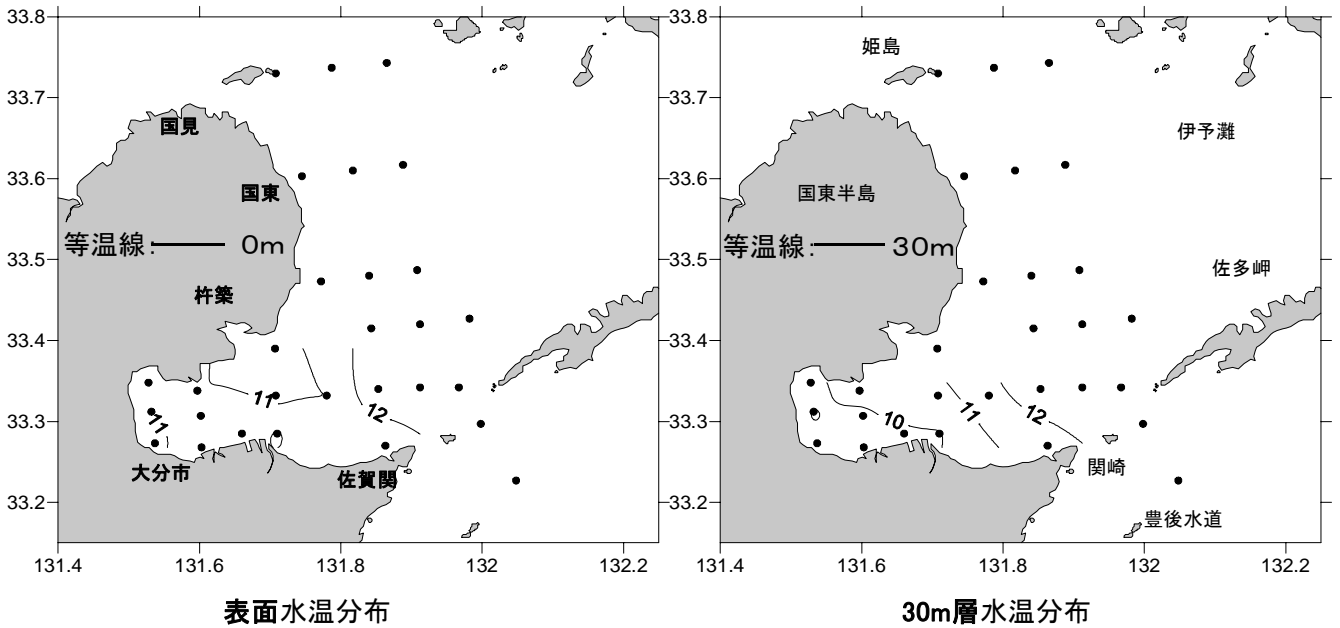 33.8
33.7
33.6
33.5
33.4
33.3
33.2
131.4
131.6
131.8
132
132.2
国見
国東
等温線: 0m
杵築
11
12
11
大分市
佐賀関
表面水温分布
33.8
33.7
33.6
33.5
33.4
33.3
33.2
131.4
131.6
131.8
132
132.2
姫島
伊予灘
国東半島
等温線: 30m
佐多岬
10
11
12
関崎
豊後水道
30m層水温分布